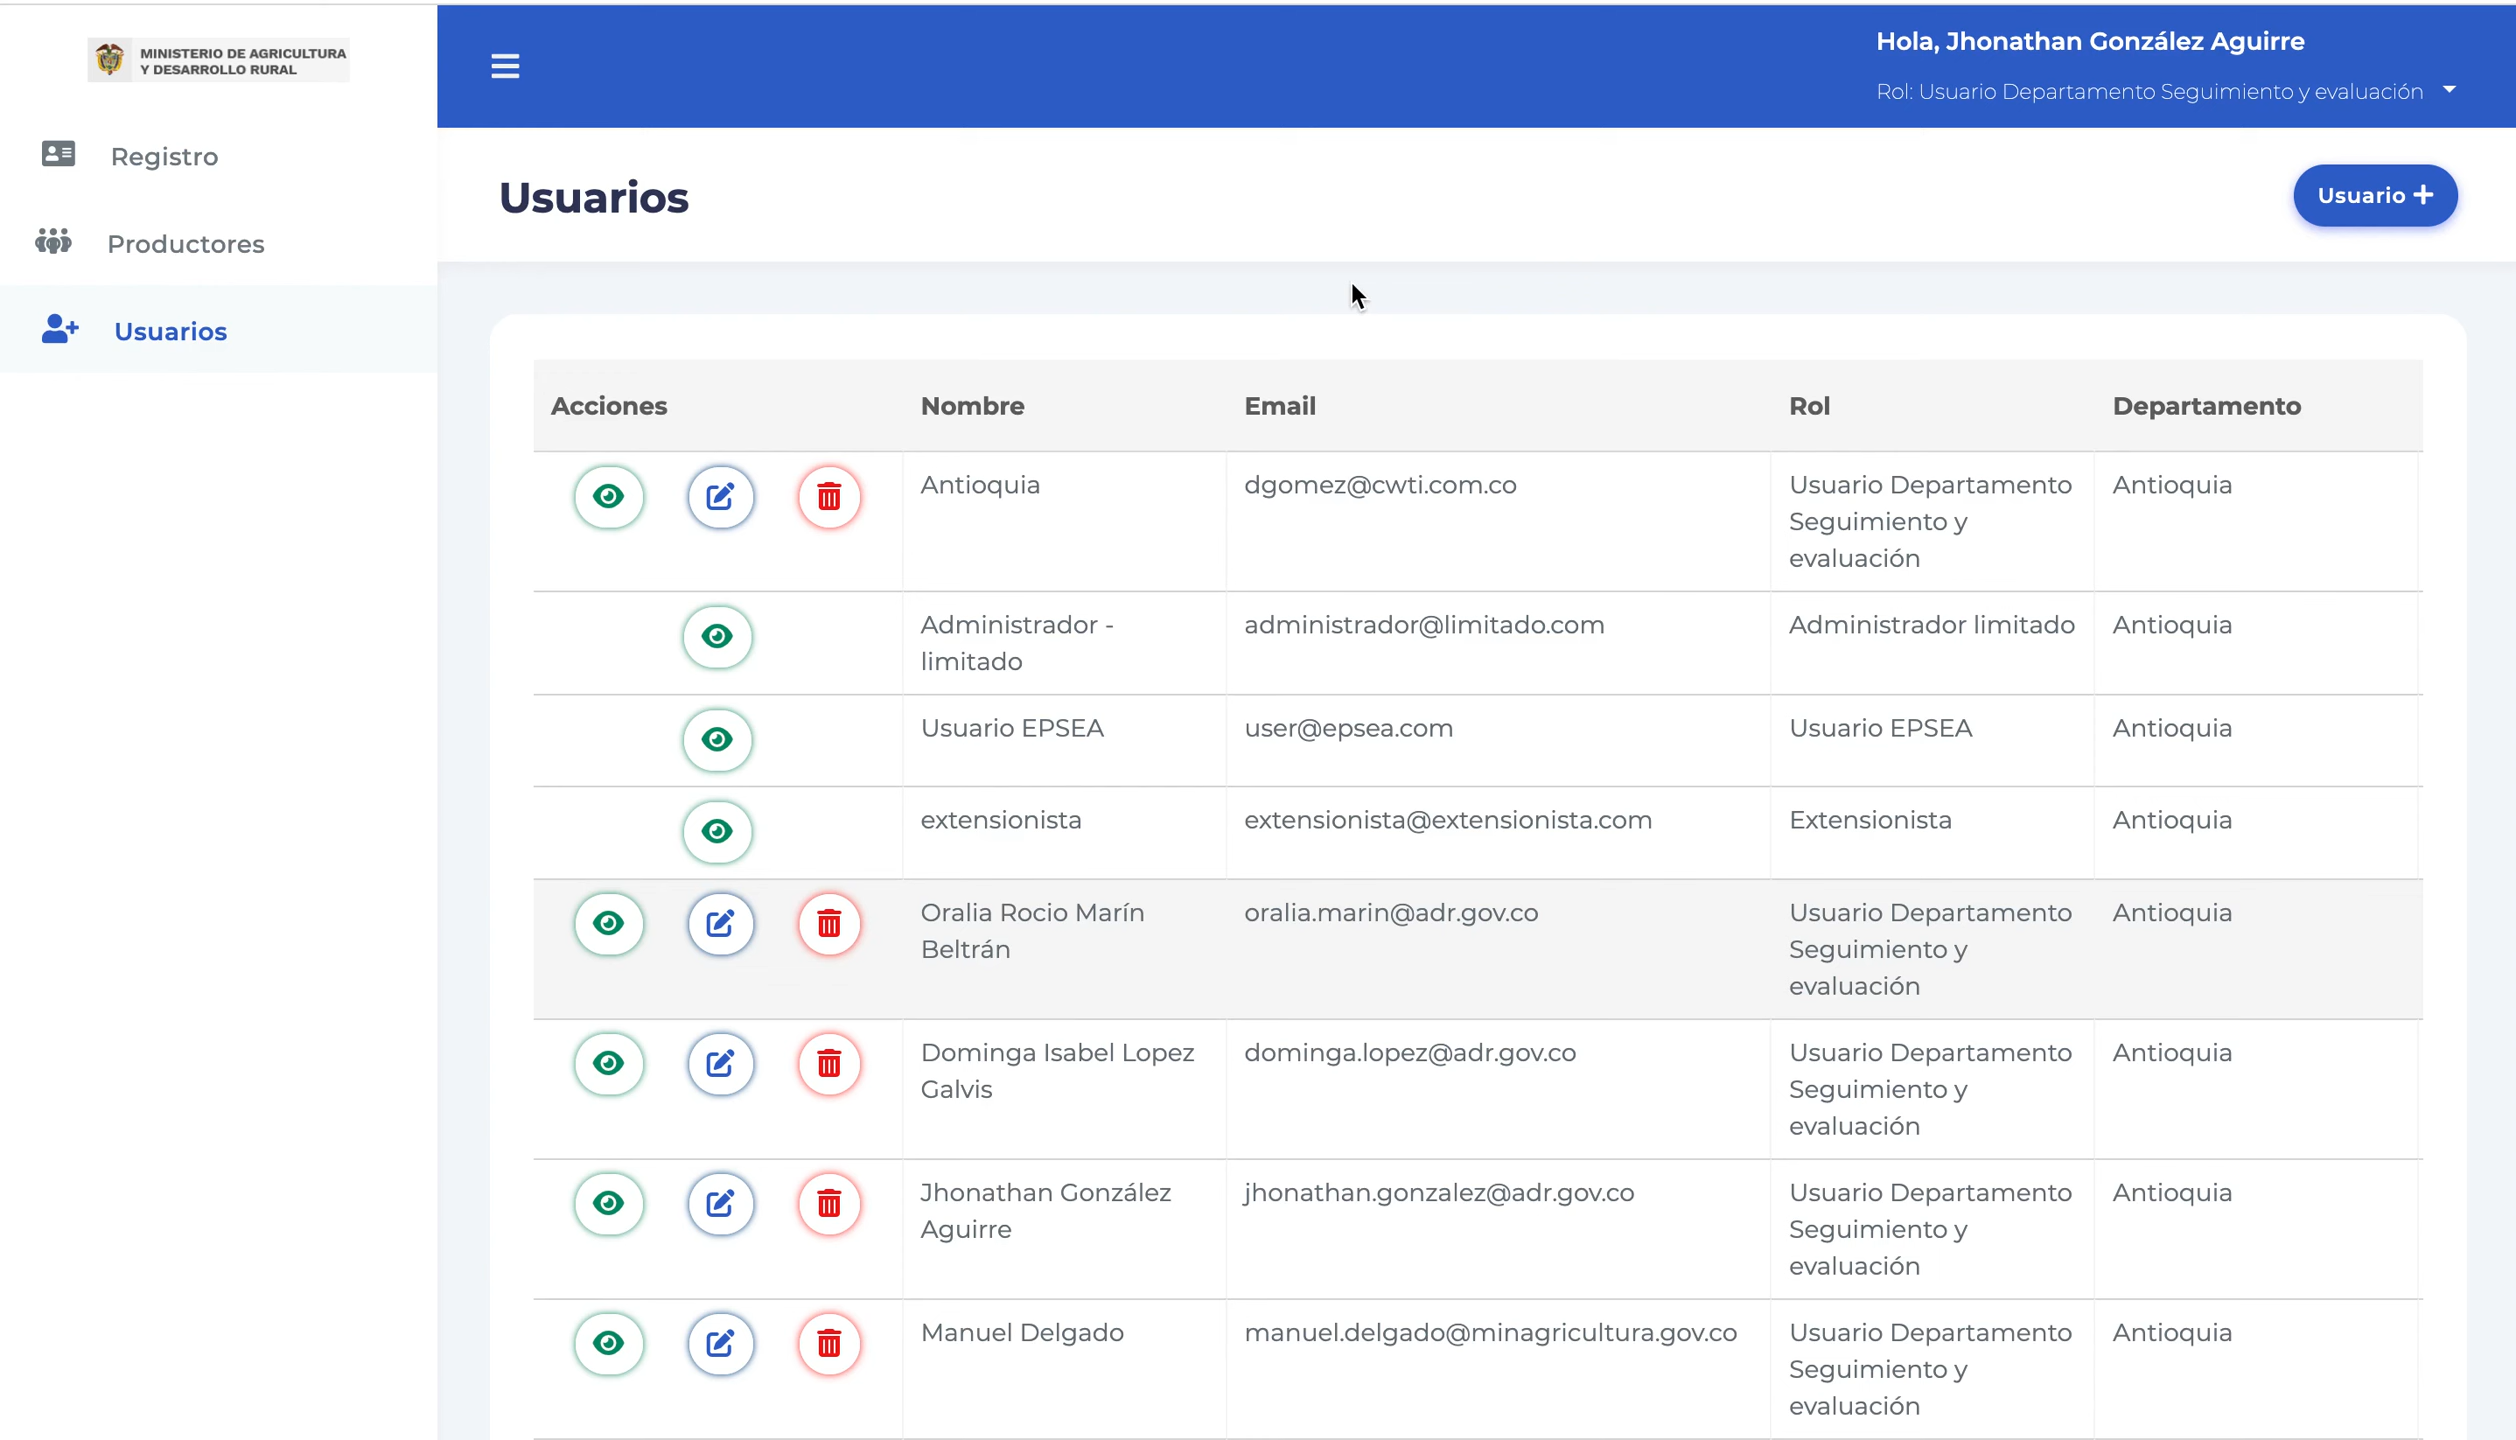 MINISTERIO DE AGRICULTURA
Y DESARROLLO RURAL
Registro
Productores
Usuarios
Hola, Jhonathan González Aguirre
Rol: Usuario Departamento Seguimiento y evaluación
Usuarios
Usuario
Acciones Nombre Email Rol Departamento
Antioquia dgomez@cwti.com.co Usuario Departamento Antioquia
Seguimiento y
evaluación
Administrador - administrador@limitado.com Administrador limitado Antioquia
limitado
Usuario EPSEA user@epsea.com Usuario EPSEA Antioquia
extensionista extensionista@extensionista.com Extensionista Antioquia
Oralia Rocio Marín oralia.marin@adr.gov.co Usuario Departamento Antioquia
Beltrán Seguimiento y
evaluación
Dominga Isabel Lopez dominga.lopez@adr.gov.co Usuario Departamento Antioquia
Galvis Seguimiento y
evaluación
Jhonathan González jhonathan.gonzalez@adr.gov.co Usuario Departamento Antioquia
Aguirre Seguimiento y
evaluación
Manuel Delgado manuel.delgado@minagricultura.gov.co Usuario Departamento Antioquia
Seguimiento y
evaluación